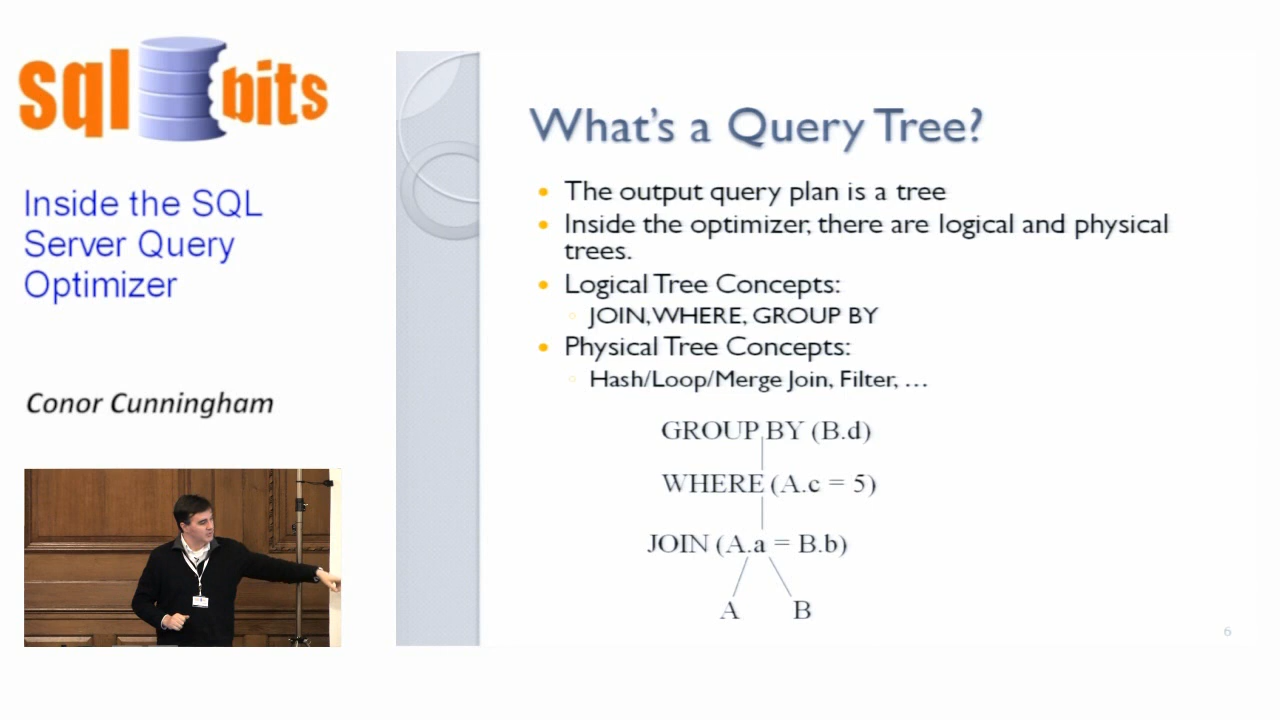 sql bits
Inside the SQL
Server Query
Optimizer
Conor Cunningham
What's a Query Tree?
The output query plan is a tree
Inside the optimizer, there are logical and physical
trees.
Logical Tree Concepts:
JOIN, WHERE, GROUP BY
Physical Tree Concepts:
Hash/Loop/Merge Join, Filter, …
GROUP BY (B.d)
WHERE (A.c = 5)
JOIN (A.a = B.b)
A B
6